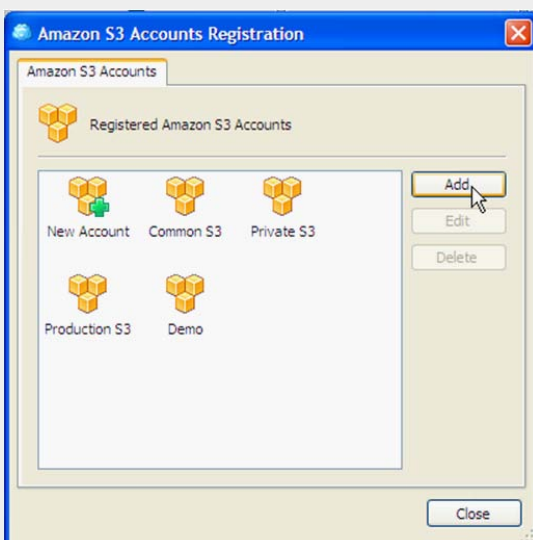 Amazon S3 Accounts Registration
Amazon S3 Accounts
Registered Amazon S3 Accounts
New Account Common S3 Private S3
Production S3 Demo
Add
Edit
Delete
Close